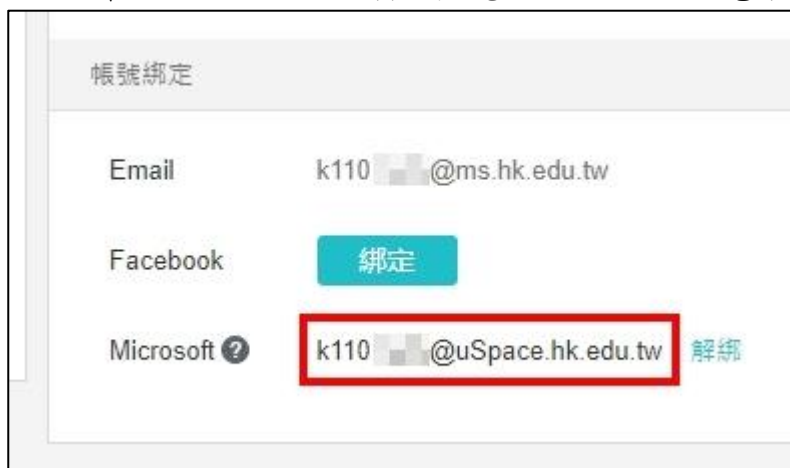 帳號綁定
Email k110 @ms.hk.edu.tw
Facebook 綁定
Microsoft ? k110 @uSpace.hk.edu.tw 解綁